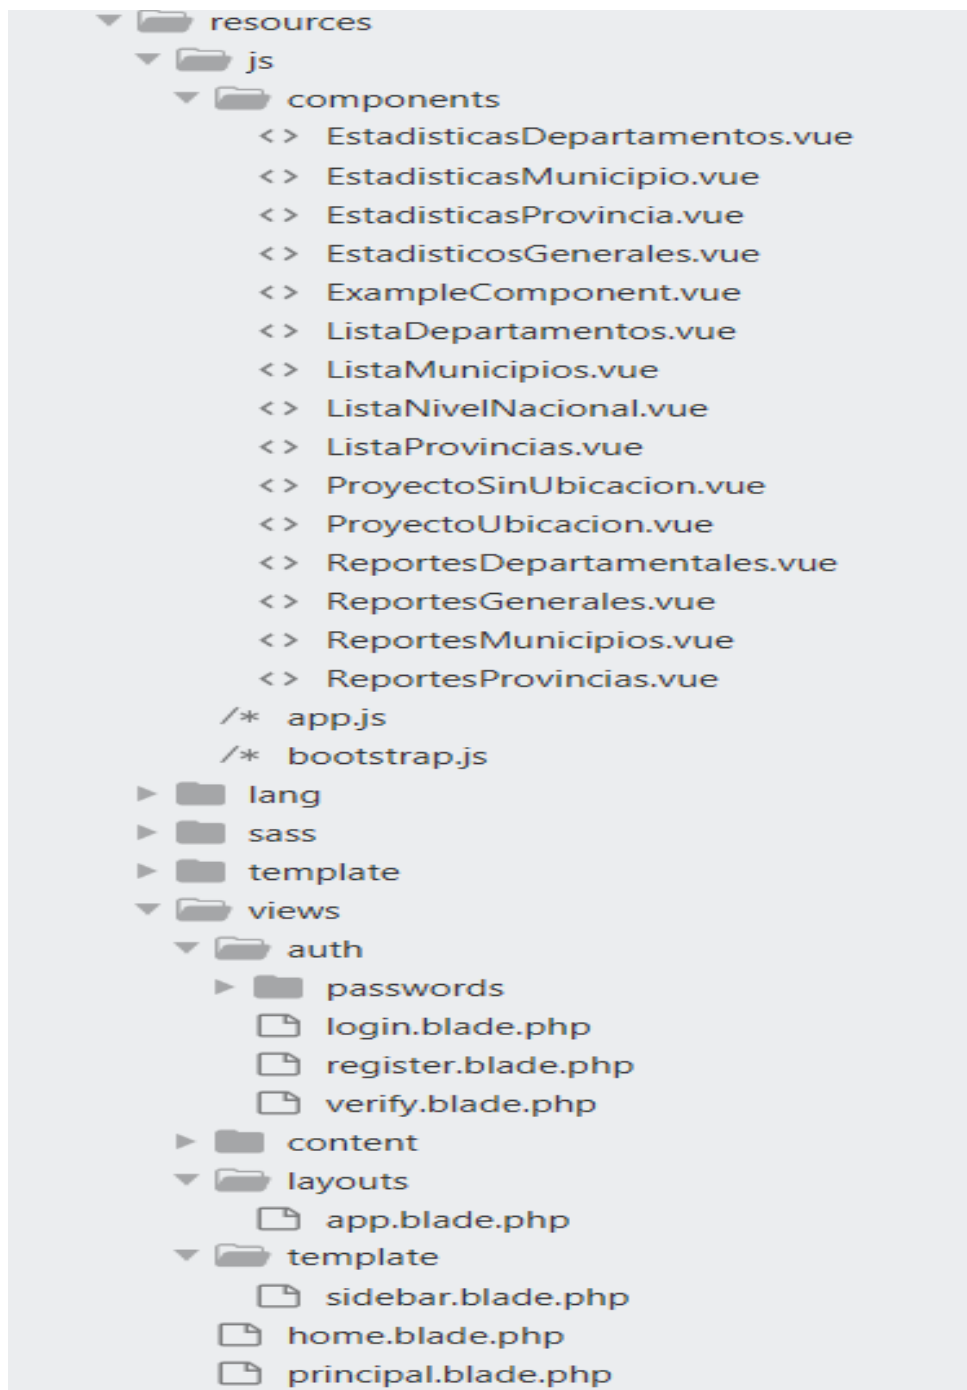 resources
js
components
<> EstadisticasDepartamentos.vue
<> EstadisticasMunicipio.vue
<> EstadisticasProvincia.vue
<> EstadisticosGenerales.vue
<> ExampleComponent.vue
<> ListaDepartamentos.vue
<> ListaMunicipios.vue
<> ListaNivelNacional.vue
<> ListaProvincias.vue
<> ProyectoSinUbicacion.vue
<> ProyectoUbicacion.vue
<> ReportesDepartamentales.vue
<> ReportesGenerales.vue
<> ReportesMunicipios.vue
<> ReportesProvincias.vue
/* app.js
/* bootstrap.js
lang
sass
template
views
auth
passwords
login.blade.php
register.blade.php
verify.blade.php
content
layouts
app.blade.php
template
sidebar.blade.php
home.blade.php
principal.blade.php